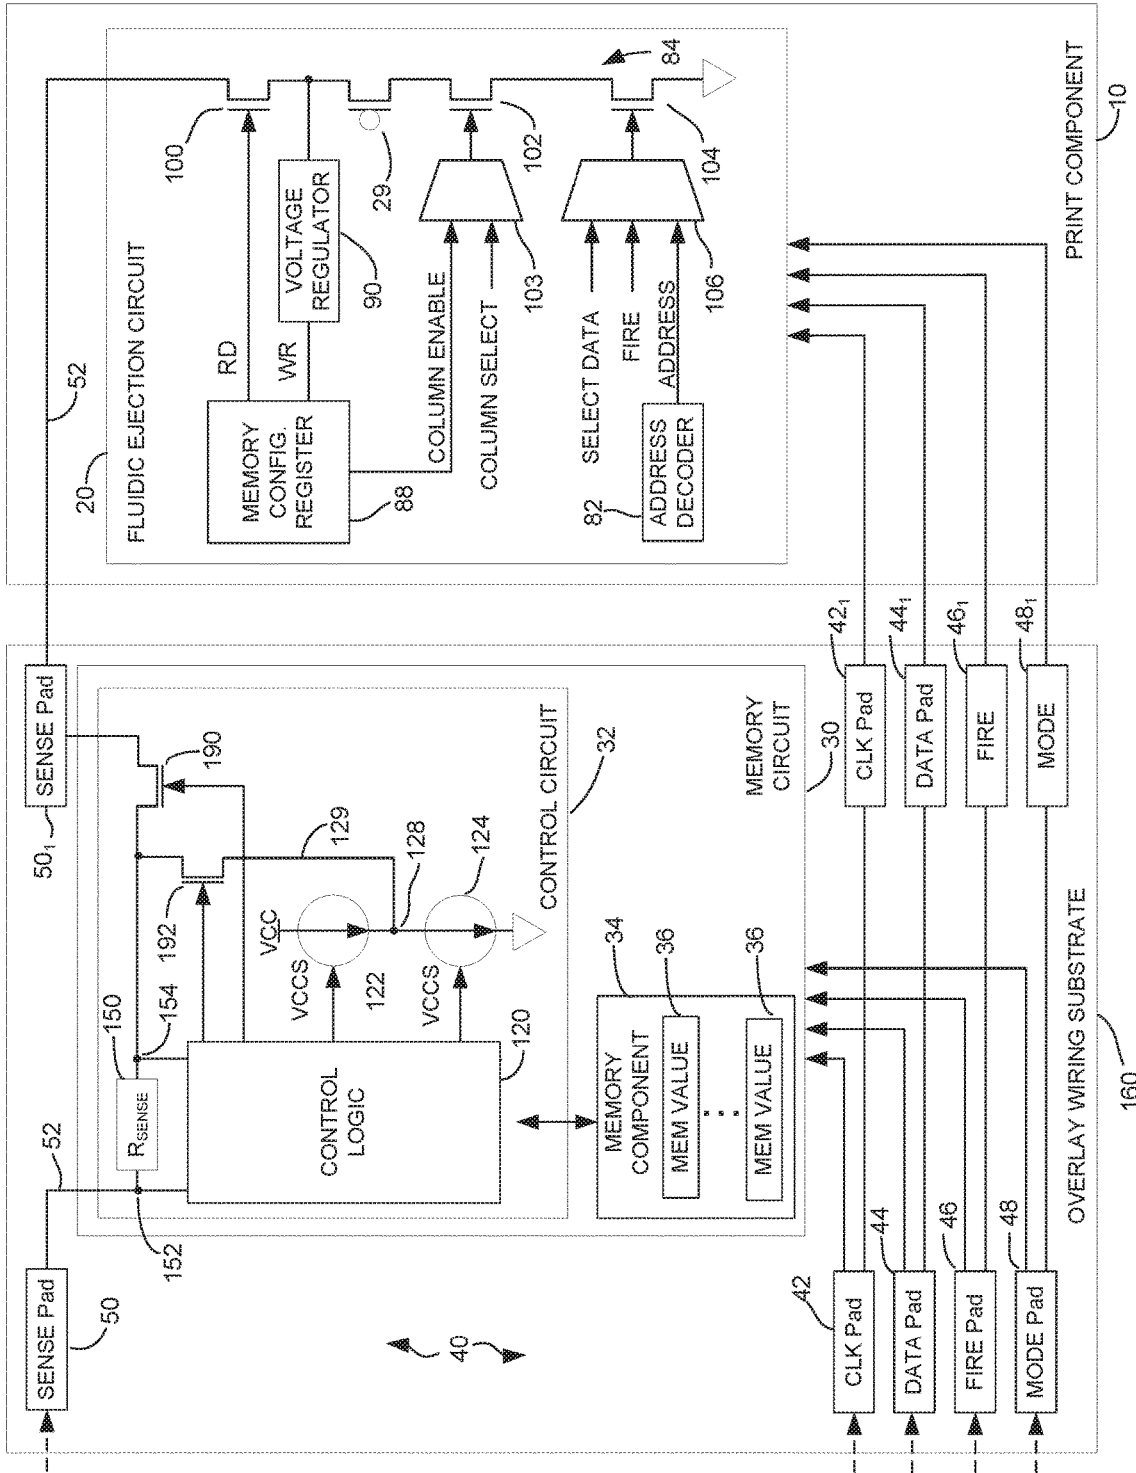 SENSE Pad
50
52
152
R_SENSE
150
154
CONTROL
LOGIC
120
192
190
VCC
VCCS
122
VCCS
124
128
129
CONTROL CIRCUIT
32
SENSE Pad
50₁
52
40
MEMORY
COMPONENT
34
MEM VALUE
36
MEM VALUE
36
MEMORY
CIRCUIT
30
CLK Pad
42
DATA Pad
44
FIRE Pad
46
MODE Pad
48
CLK Pad
42₁
DATA Pad
44₁
FIRE
46₁
MODE
48₁
OVERLAY WIRING SUBSTRATE
160
20
FLUIDIC EJECTION CIRCUIT
MEMORY
CONFIG.
REGISTER
88
RD
WR
VOLTAGE
REGULATOR
90
100
29
COLUMN ENABLE
COLUMN SELECT
103
102
SELECT DATA
FIRE
ADDRESS
ADDRESS
DECODER
82
106
104
84
PRINT COMPONENT
10